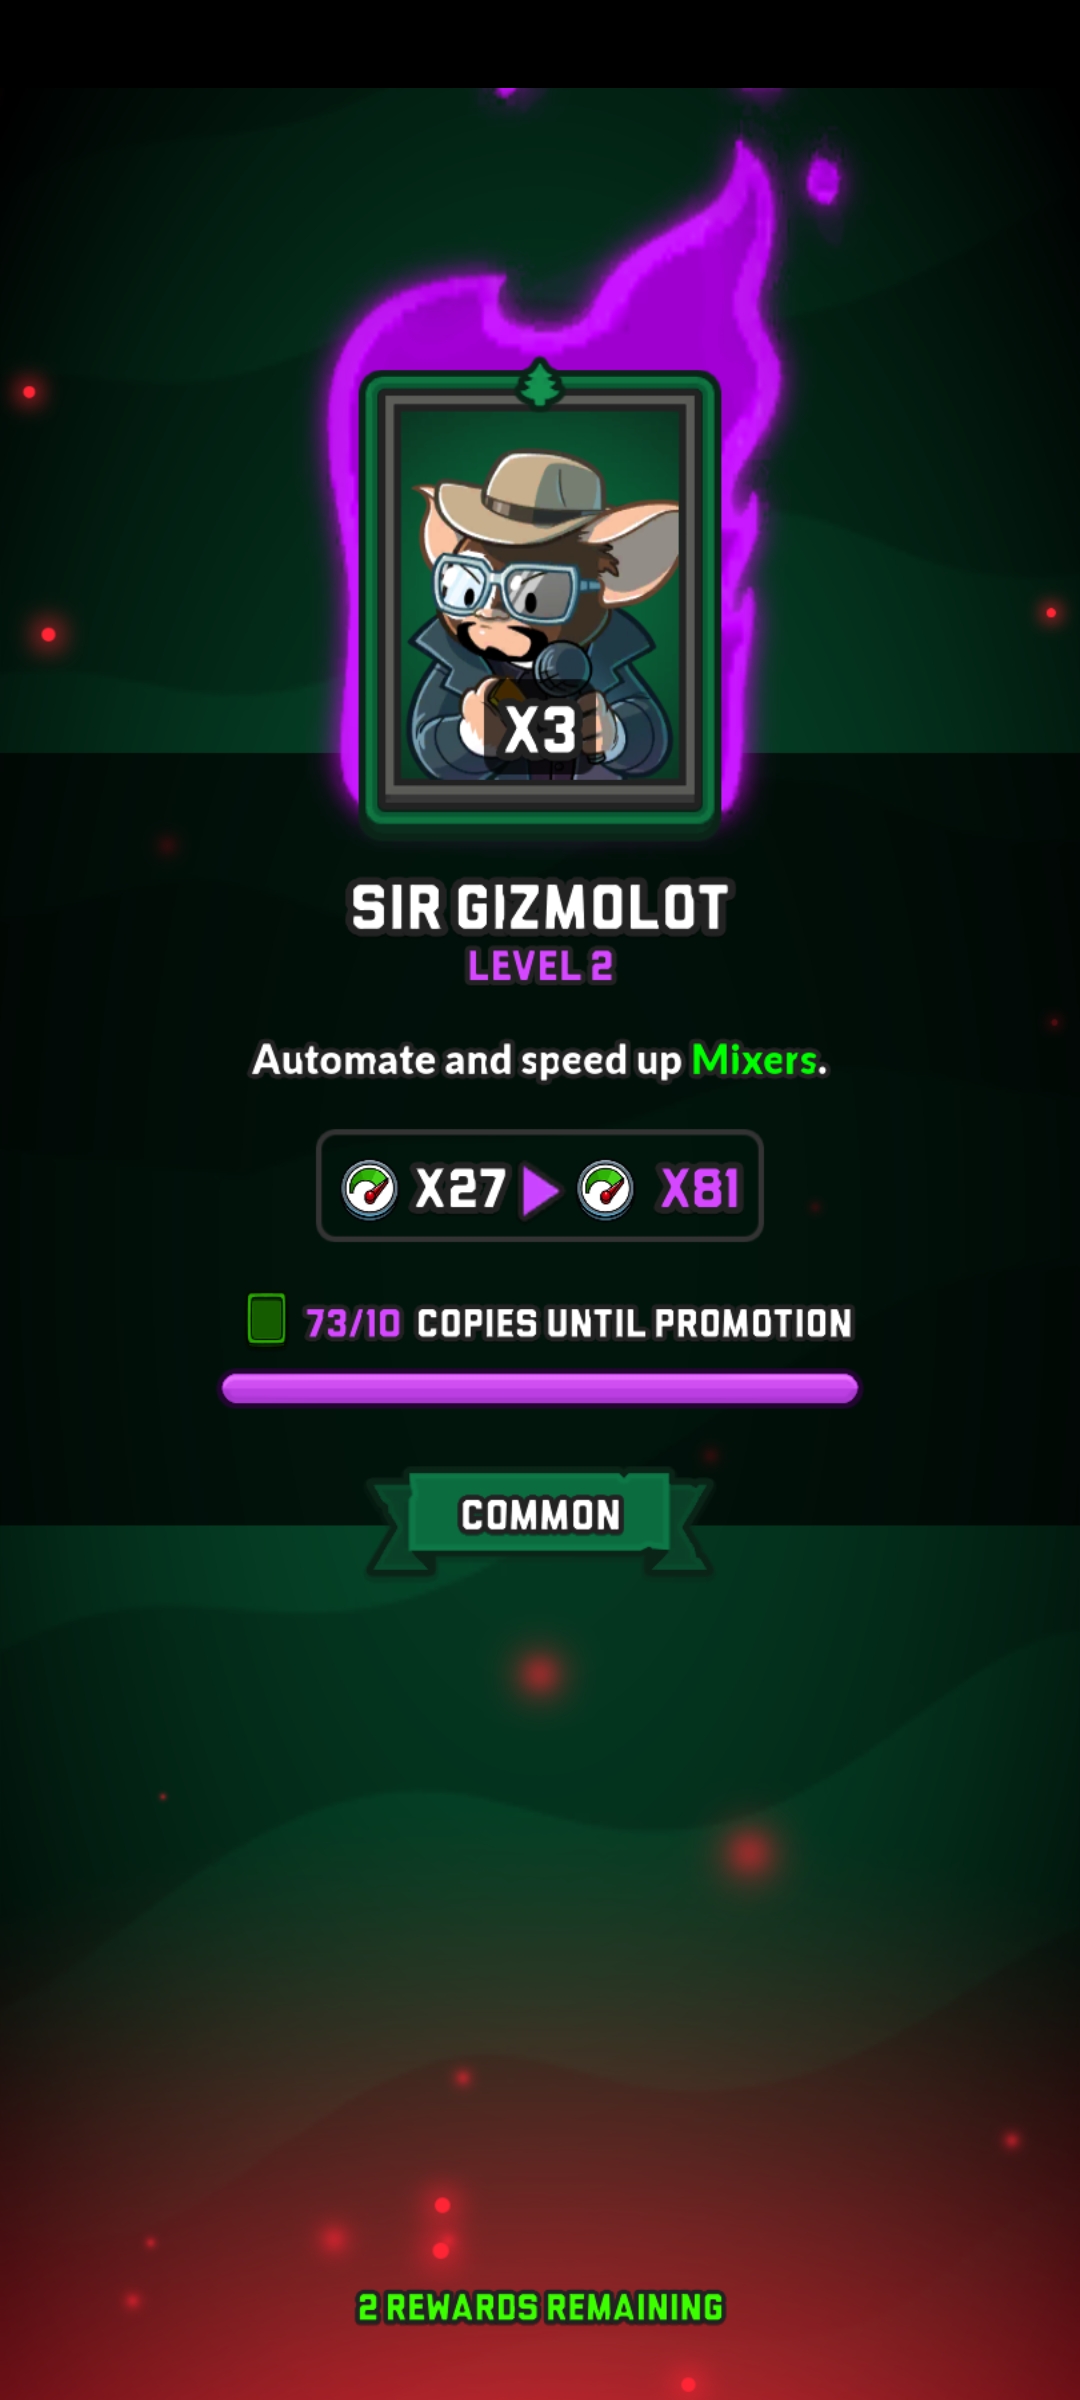 X3
SIR GIZMOLOT
LEVEL 2
Automate and speed up Mixers.
X27 X81
73/10 COPIES UNTIL PROMOTION
COMMON
2 REWARDS REMAINING